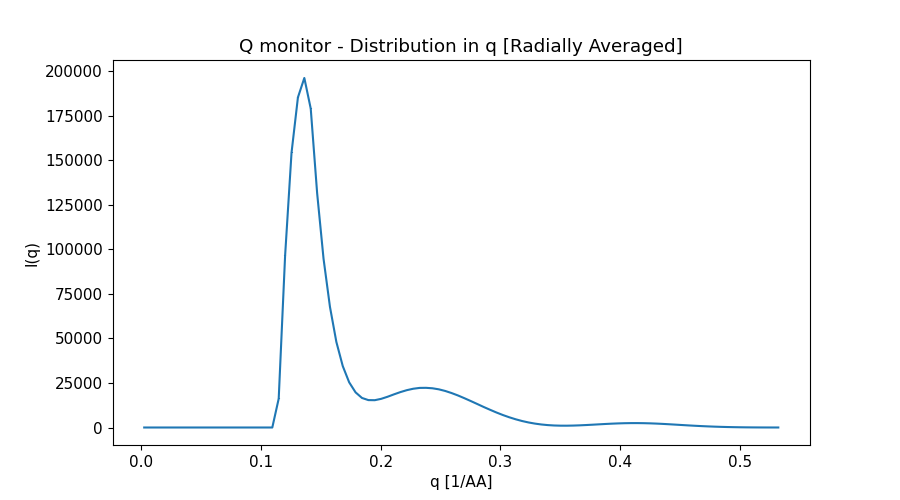 Q monitor - Distribution in q [Radially Averaged]
200000
175000
150000
125000
100000
75000
50000
25000
0
I(q)
0.0 0.1 0.2 0.3 0.4 0.5
q [1/AA]